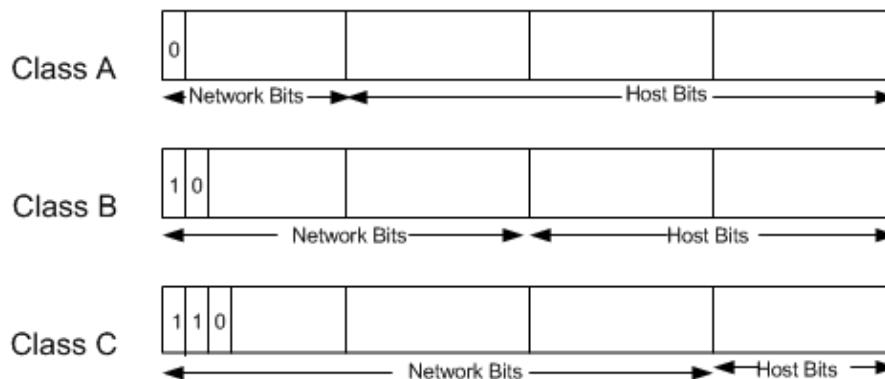 0
Class A
Network Bits Host Bits
1 0
Class B
Network Bits Host Bits
1 1 0
Class C
Network Bits Host Bits